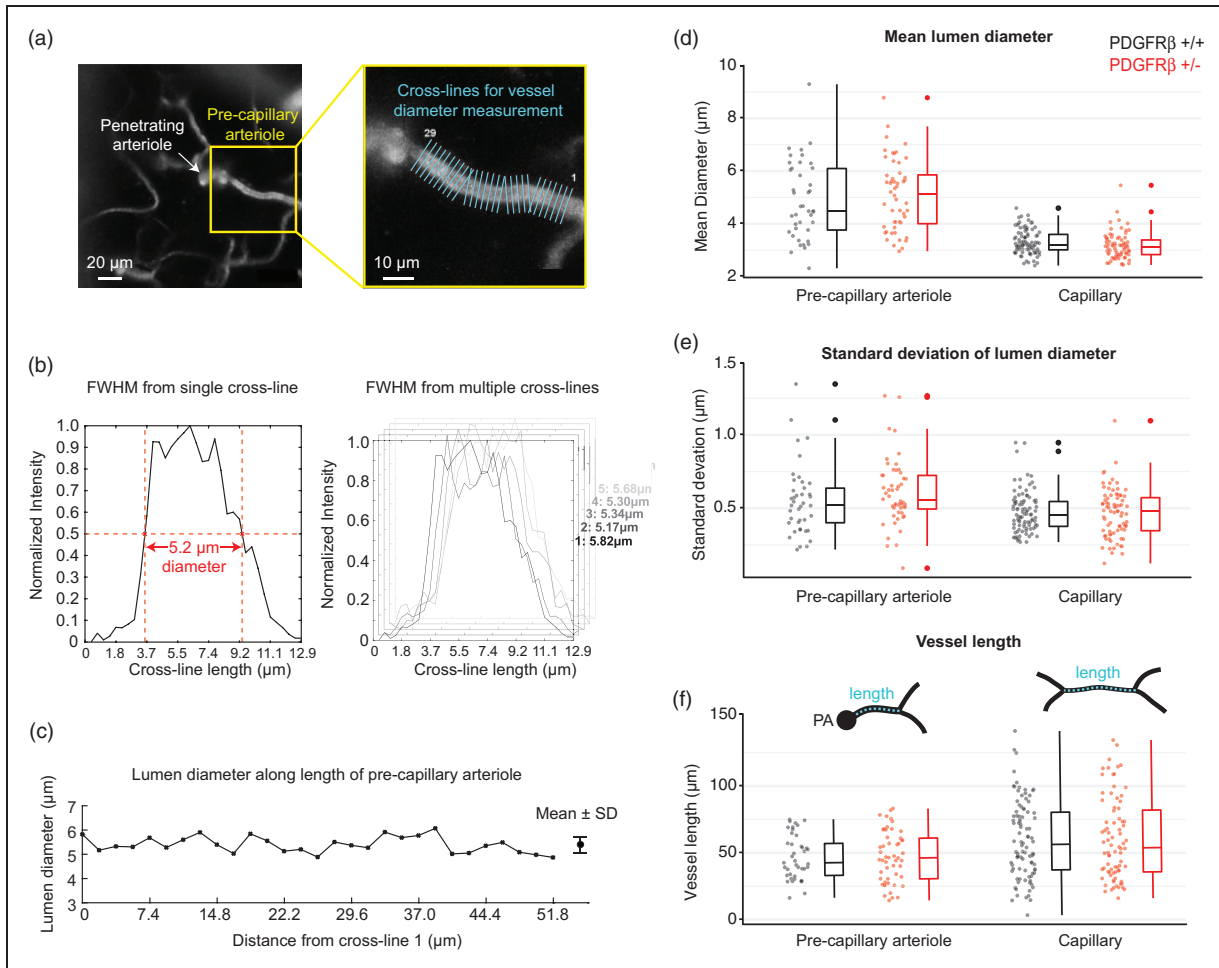 (a)
Penetrating
arteriole
Pre-capillary
arteriole
20 µm
Cross-lines for vessel
diameter measurement
29
1
10 µm
(b)
FWHM from single cross-line
Normalized Intensity
1.0
0.9
0.8
0.7
0.6
0.5
0.4
0.3
0.2
0.1
0
5.2 µm
diameter
0 1.8 3.7 5.5 7.4 9.2 11.1 12.9
Cross-line length (µm)
FWHM from multiple cross-lines
Normalized Intensity
1.0
0.9
0.8
0.7
0.6
0.5
0.4
0.3
0.2
0.1
0
5: 5.68µm
4: 5.30µm
3: 5.34µm
2: 5.17µm
1: 5.82µm
0 1.8 3.7 5.5 7.4 9.2 11.1 12.9
Cross-line length (µm)
(c)
Lumen diameter along length of pre-capillary arteriole
Lumen diameter (µm)
7
6
5
4
3
Mean ± SD
0 7.4 14.8 22.2 29.6 37.0 44.4 51.8
Distance from cross-line 1 (µm)
(d)
Mean lumen diameter
PDGFRβ +/+
PDGFRβ +/-
Mean Diameter (µm)
10
8
6
4
2
Pre-capillary arteriole Capillary
(e)
Standard deviation of lumen diameter
Standard devation (µm)
1.5
1.0
0.5
Pre-capillary arteriole Capillary
Vessel length
(f)
length
PA
length
Vessel length (µm)
150
100
50
0
Pre-capillary arteriole Capillary